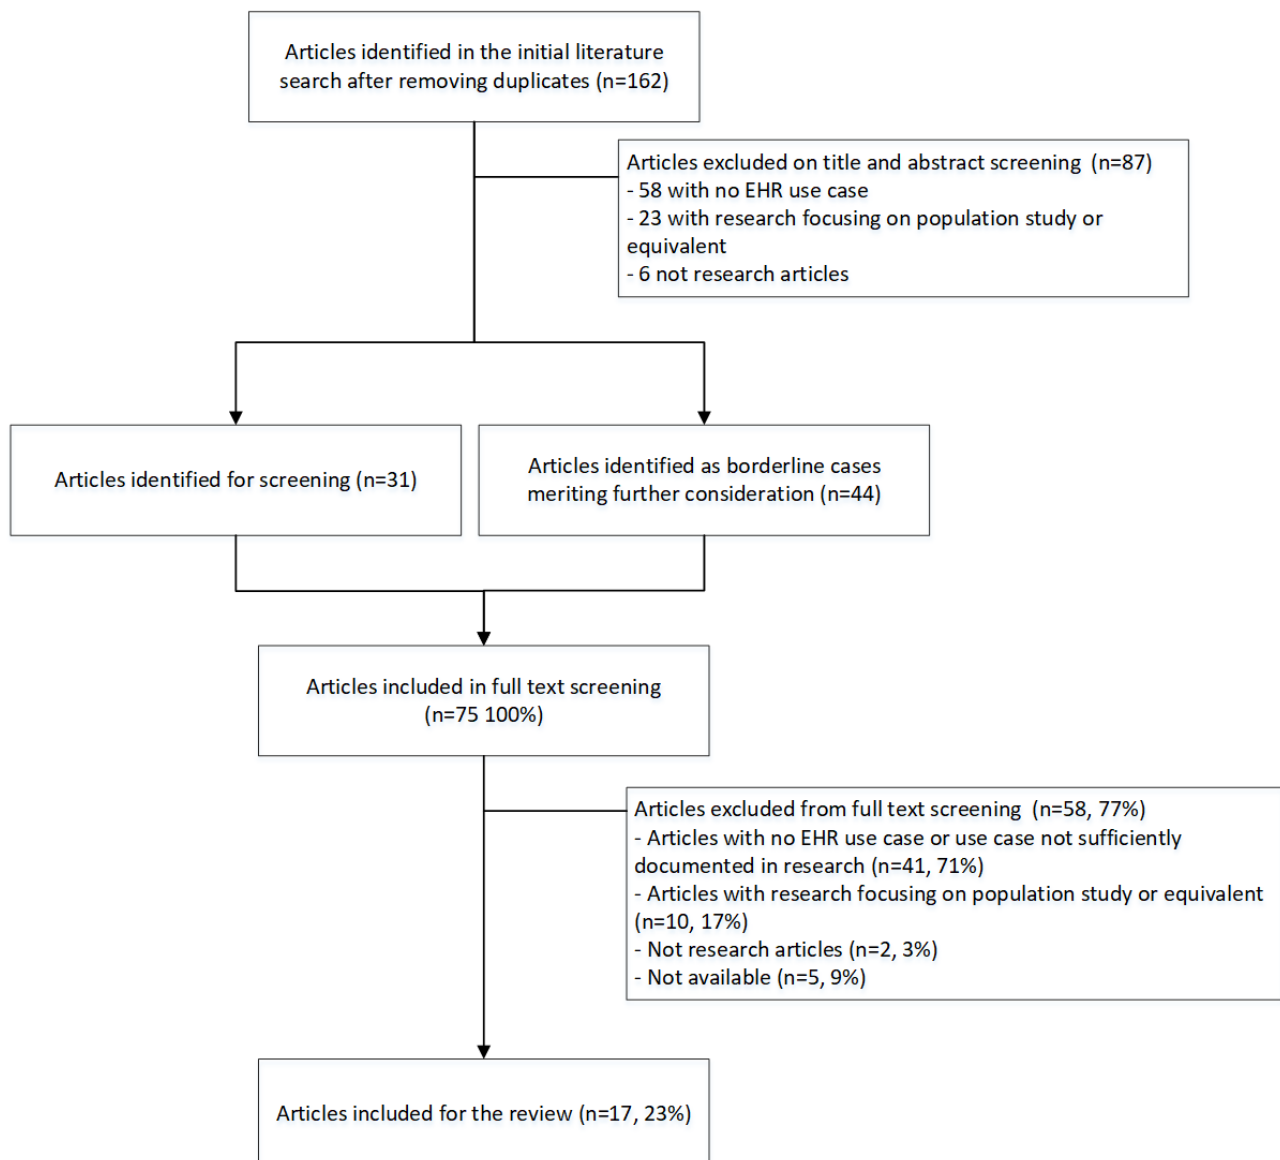 Articles identified in the initial literature
search after removing duplicates (n=162)
Articles excluded on title and abstract screening (n=87)
- 58 with no EHR use case
- 23 with research focusing on population study or
equivalent
- 6 not research articles
Articles identified for screening (n=31)
Articles identified as borderline cases
meriting further consideration (n=44)
Articles included in full text screening
(n=75 100%)
Articles excluded from full text screening (n=58, 77%)
- Articles with no EHR use case or use case not sufficiently
documented in research (n=41, 71%)
- Articles with research focusing on population study or equivalent
(n=10, 17%)
- Not research articles (n=2, 3%)
- Not available (n=5, 9%)
Articles included for the review (n=17, 23%)